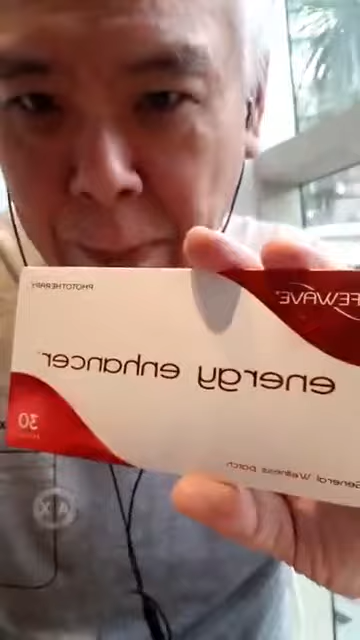 PHOTOTHERAPY
FEWAVE
energy enhancer
30
General Wellness patch